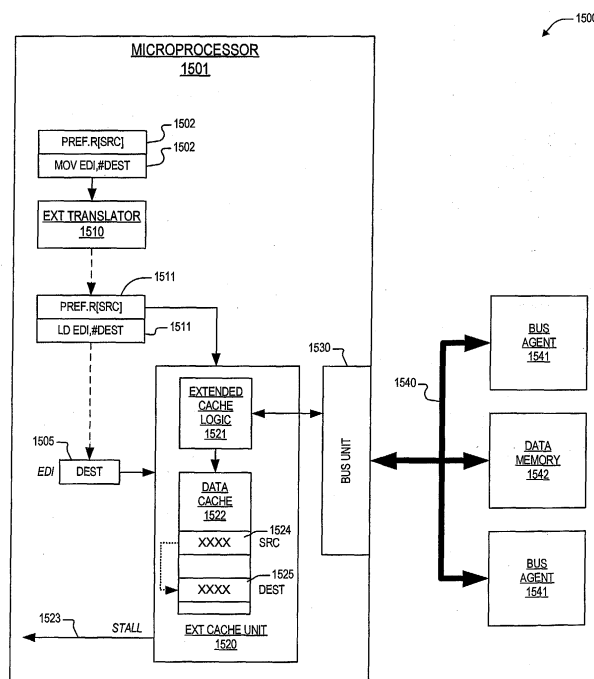 1500
MICROPROCESSOR
1501
1502
PREF.R[SRC]
1502
MOV EDI,#DEST
EXT TRANSLATOR
1510
1511
PREF.R[SRC]
1511
LD EDI,#DEST
1530
BUS
AGENT
1541
EXTENDED
CACHE
LOGIC
1521
1540
1505
EDI
DEST
BUS UNIT
DATA
MEMORY
1542
DATA
CACHE
1522
1524
XXXX
SRC
1525
XXXX
DEST
BUS
AGENT
1541
1523
STALL
EXT CACHE UNIT
1520